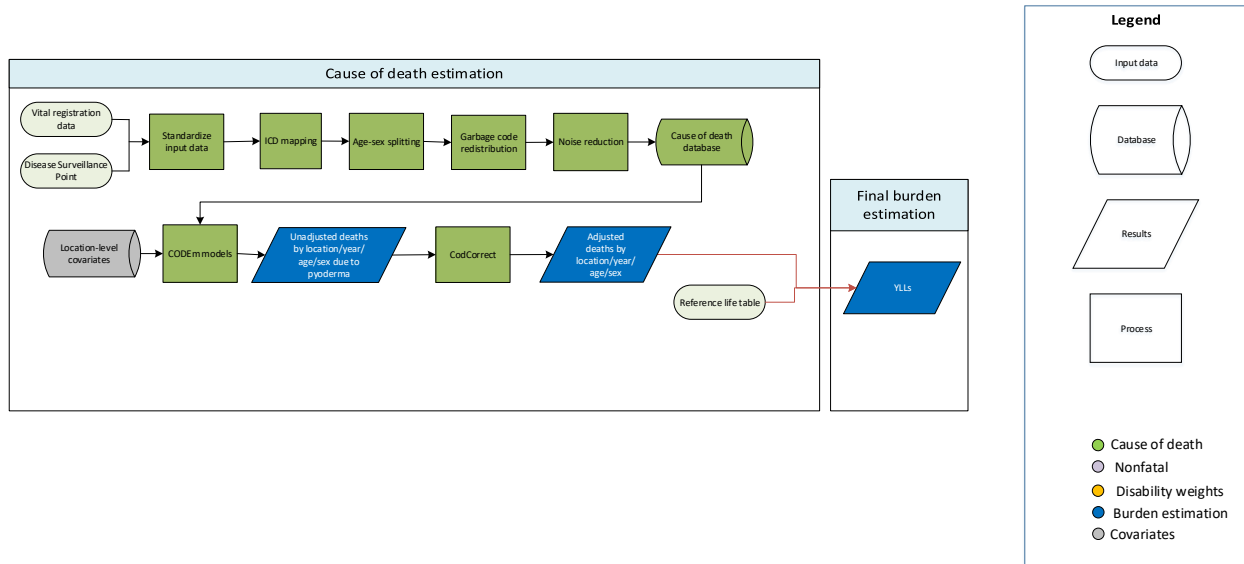 Legend
Input data
Database
Results
Process
Cause of death
Nonfatal
Disability weights
Burden estimation
Covariates
Cause of death estimation
Vital registration
data
Disease Surveillance
Point
Standardize
input data
ICD mapping
Age-sex splitting
Garbage code
redistribution
Noise reduction
Cause of death
database
Location-level
covariates
CODEm models
Unadjusted deaths
by location/year/
age/sex due to
pyoderma
CodCorrect
Adjusted
deaths by
location/year/
age/sex
Reference life table
Final burden
estimation
YLLs